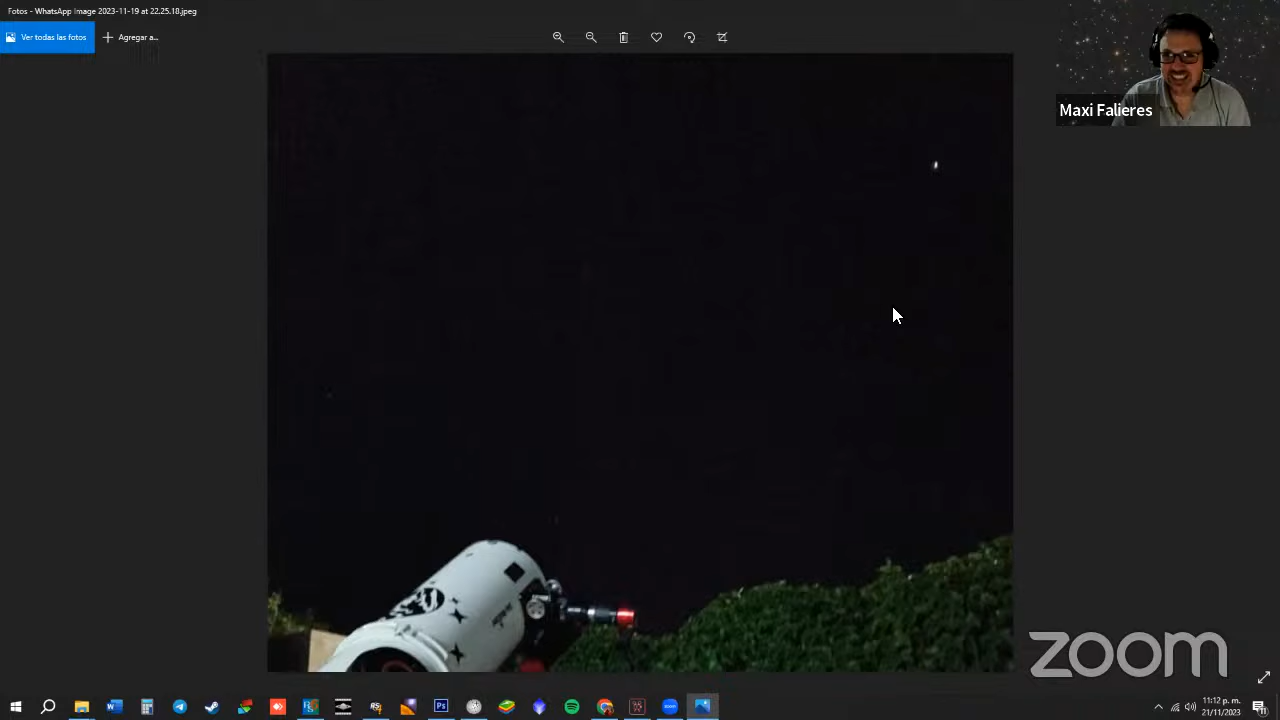 Fotos - WhatsApp Image 2023-11-19 at 22.25.18.jpeg
Ver todas las fotos
Agregar a...
Maxi Falieres
zoom
11:12 p. m.
21/11/2023